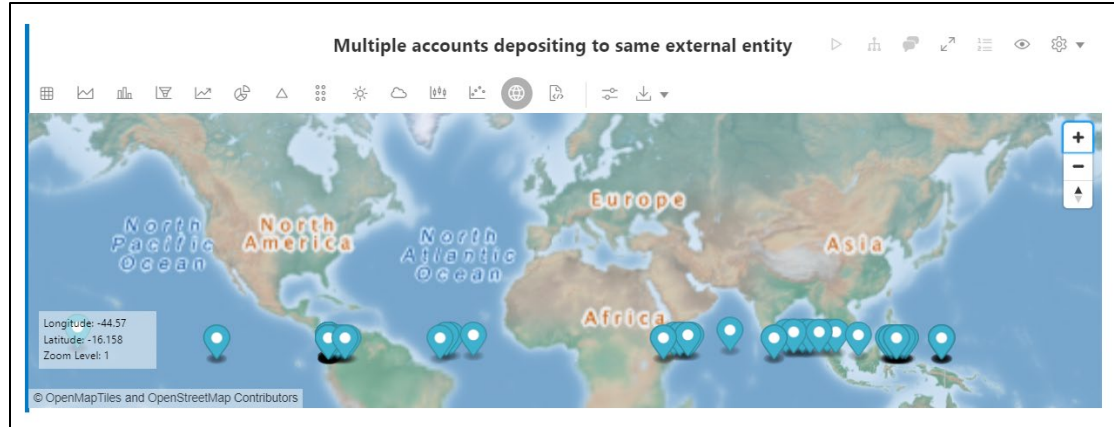 Multiple accounts depositing to same external entity
North
Pacific
Ocean
North
America
North
Atlantic
Ocean
Europe
Asia
Africa
Longitude: -44.57
Latitude: -16.158
Zoom Level: 1
© OpenMapTiles and OpenStreetMap Contributors